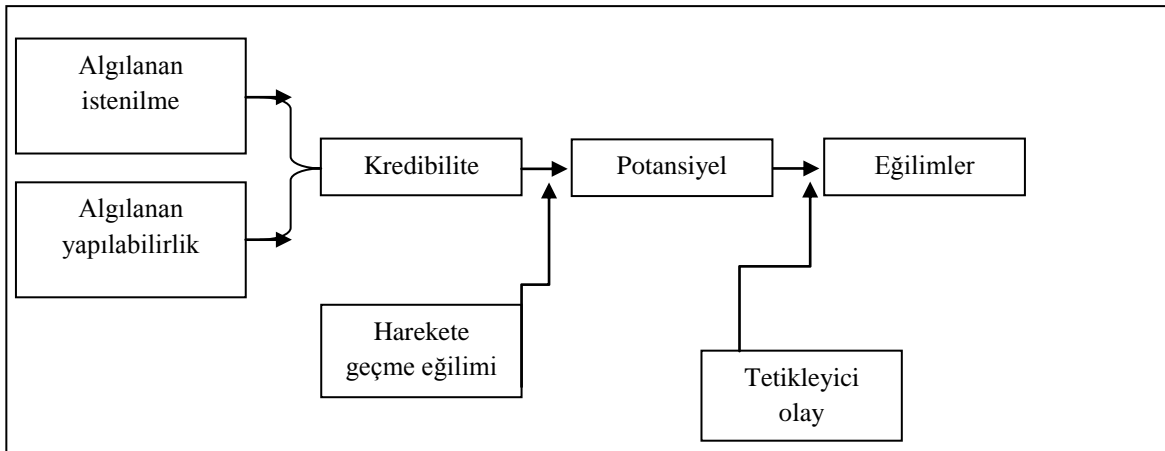 Algılanan
istenilme
Algılanan
yapılabilirlik
Kredibilite
Potansiyel
Eğilimler
Harekete
geçme eğilimi
Tetikleyici
olay